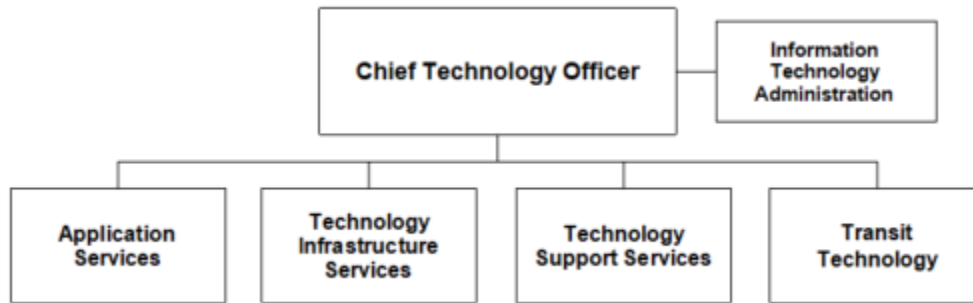 Chief Technology Officer
Information
Technology
Administration
Application
Services
Technology
Infrastructure
Services
Technology
Support Services
Transit
Technology